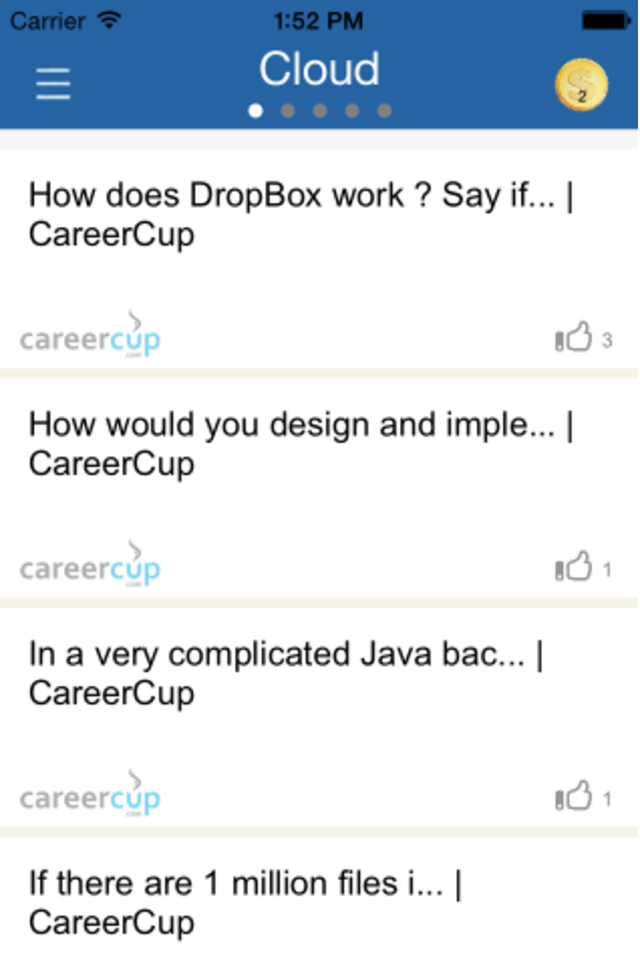 Carrier 1:52 PM
Cloud
2
How does DropBox work ? Say if... |
CareerCup
careercup
.com
3
How would you design and imple... |
CareerCup
careercup
.com
1
In a very complicated Java bac... |
CareerCup
careercup
.com
1
If there are 1 million files i... |
CareerCup